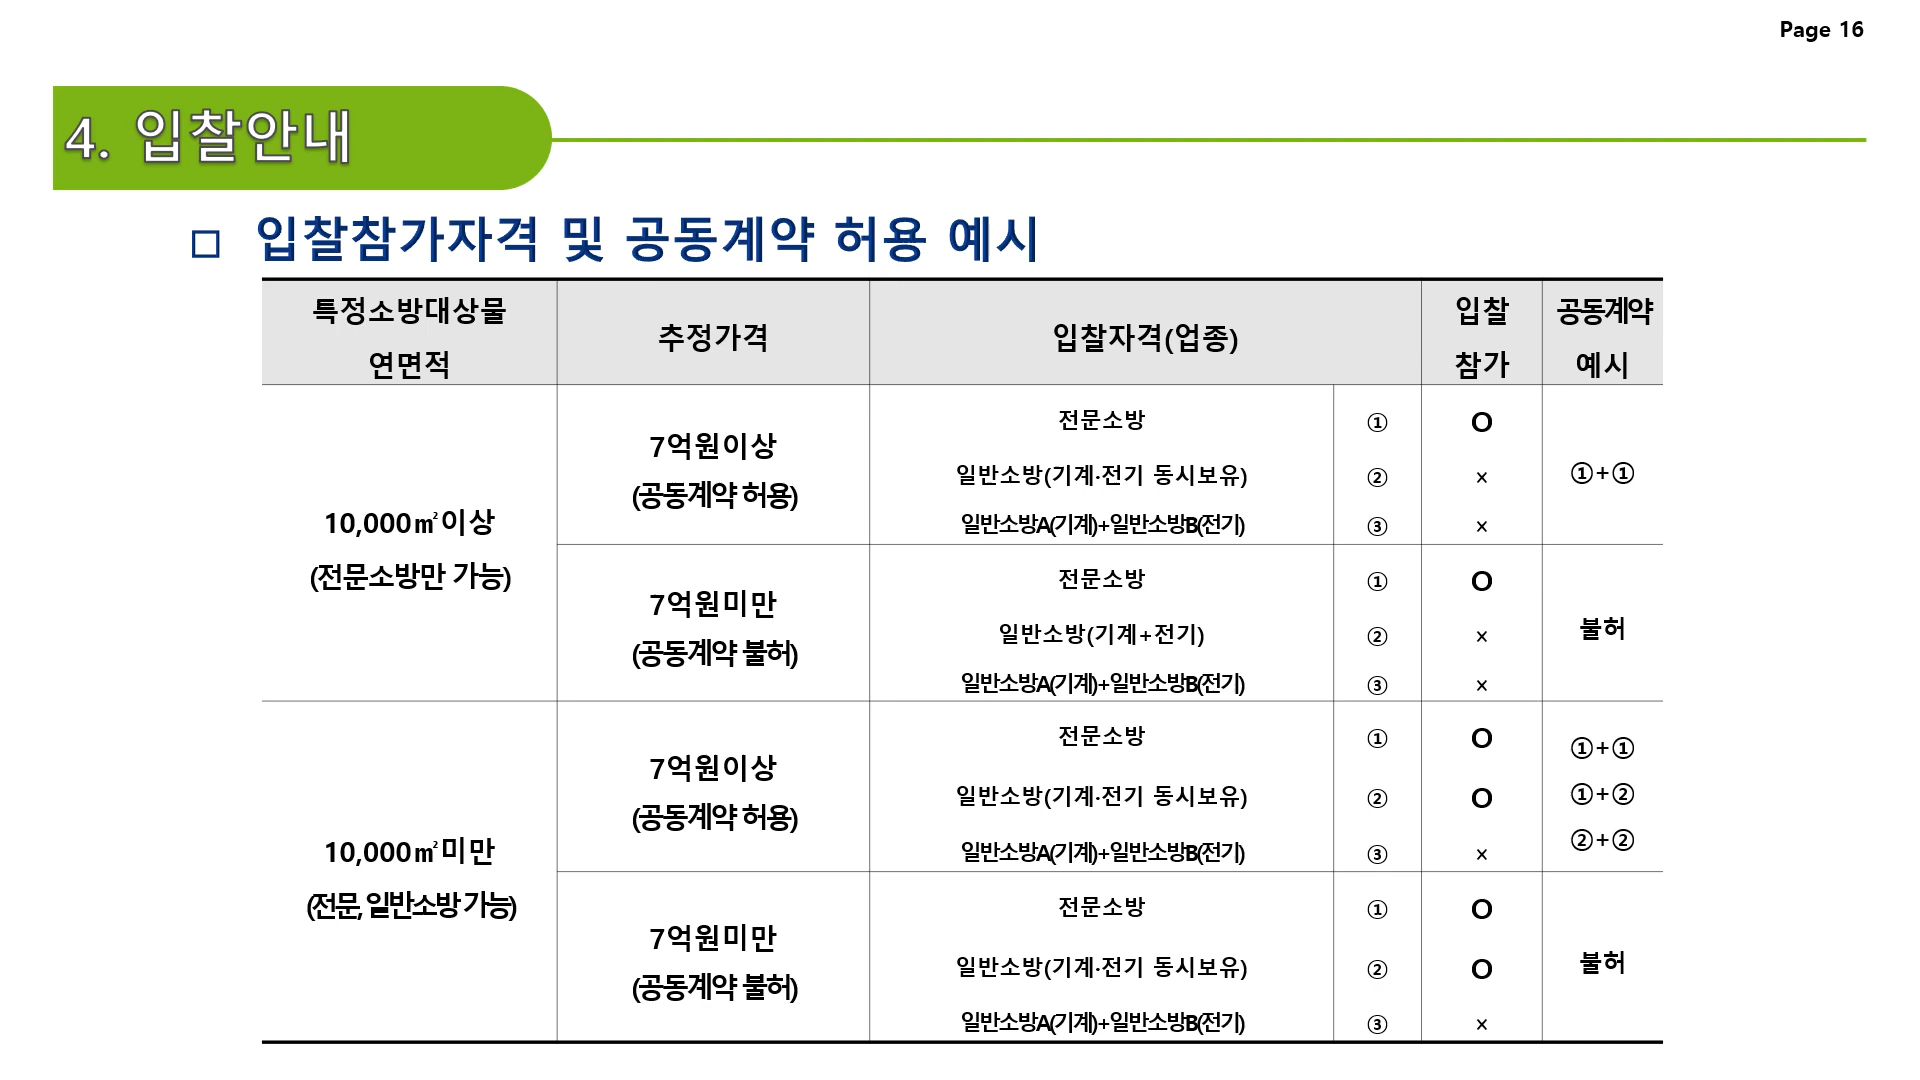 Page 16
4. 입찰안내
□ 입찰참가자격 및 공동계약 허용 예시
특정소방대상물
연면적
추정가격
입찰자격(업종)
입찰
참가
공동계약
예시
10,000㎡이상
(전문소방만 가능)
7억원이상
(공동계약 허용)
전문소방 ① O
일반소방(기계·전기 동시보유) ② ×
일반소방A(기계)+일반소방B(전기) ③ ×
①+①
7억원미만
(공동계약 불허)
전문소방 ① O
일반소방(기계+전기) ② ×
일반소방A(기계)+일반소방B(전기) ③ ×
불허
10,000㎡미만
(전문, 일반소방 가능)
7억원이상
(공동계약 허용)
전문소방 ① O
일반소방(기계·전기 동시보유) ② O
일반소방A(기계)+일반소방B(전기) ③ ×
①+①
①+②
②+②
7억원미만
(공동계약 불허)
전문소방 ① O
일반소방(기계·전기 동시보유) ② O
일반소방A(기계)+일반소방B(전기) ③ ×
불허